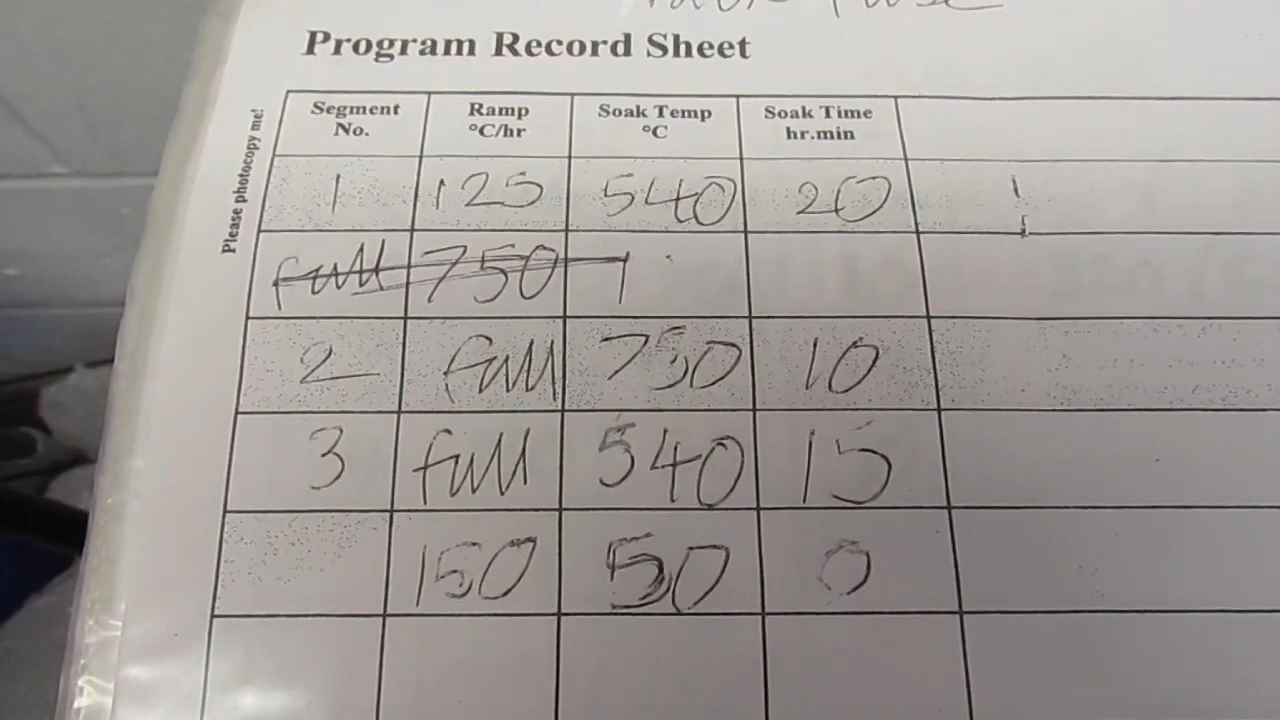 Program Record Sheet
Please photocopy me!
Segment No. Ramp °C/hr Soak Temp °C Soak Time hr.min
1 125 540 20
full 750 1
2 full 750 10
3 full 540 15
150 50 0